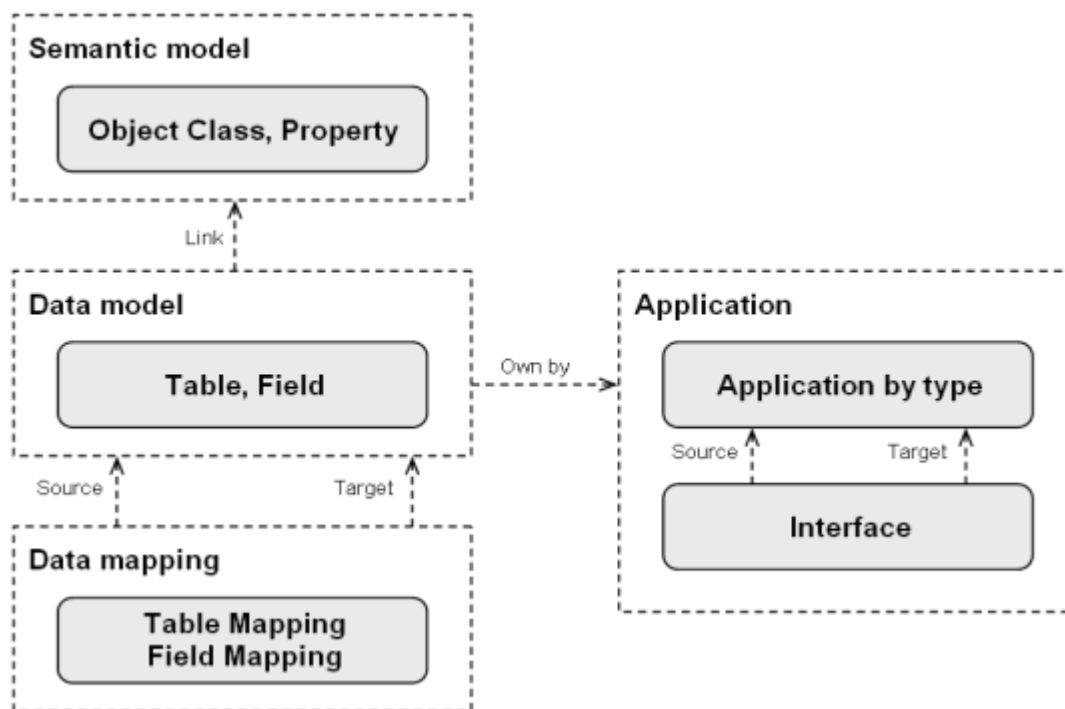 Semantic model
Object Class, Property
Link
Data model
Table, Field
Own by
Application
Application by type
Source
Target
Interface
Source
Target
Data mapping
Table Mapping
Field Mapping